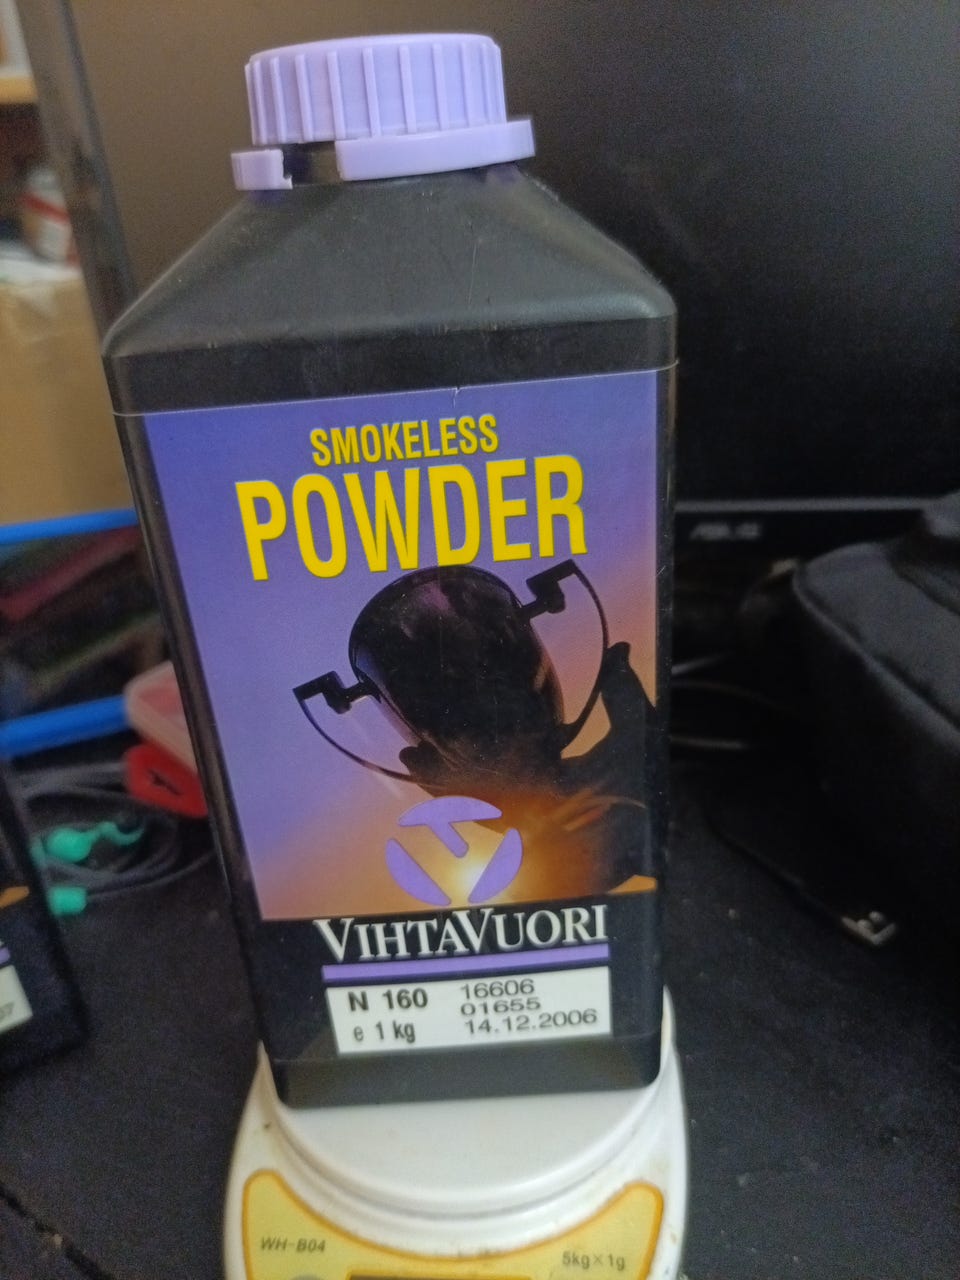 SMOKELESS
POWDER
VIHTAVUORI
N 160
e 1 kg
16606
01655
14.12.2006
WH-B04
5kg×1g